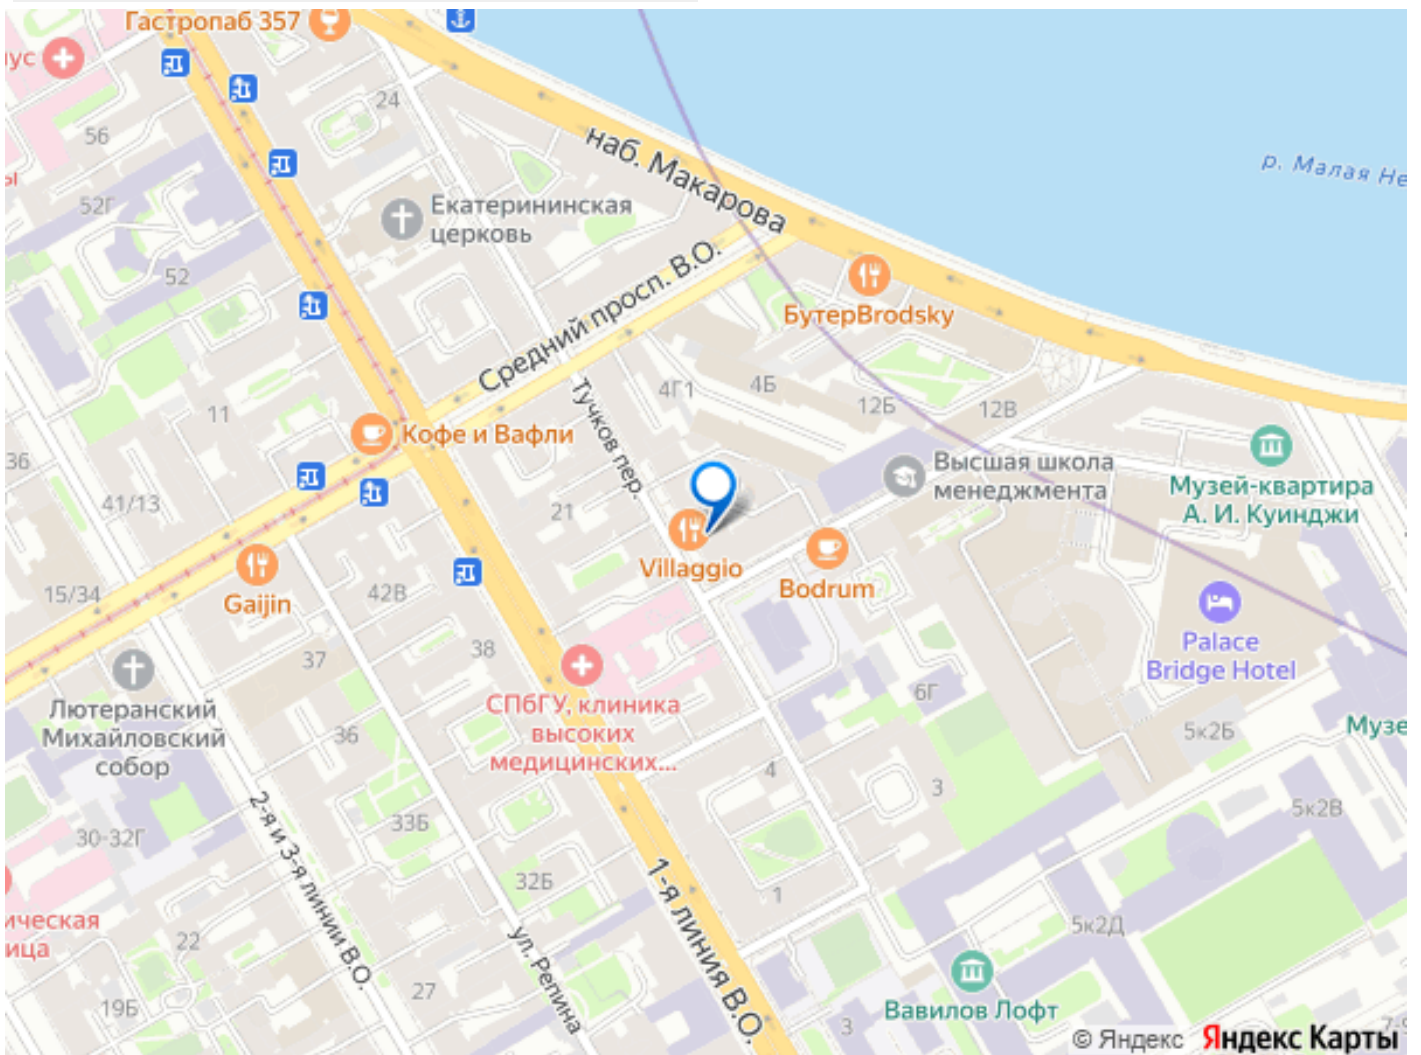 Гастропаб 357
ус
24
56
наб. Макарова
р. Малая Не
ы
52Г
Екатерининская
церковь
52
Средний просп. В.О.
БутерBrodsky
4Г1
4Б
12Б
12В
11
Тучков пер.
Кофе и Вафли
36
41/13
21
Высшая школа
менеджмента
Музей-квартира
А. И. Куинджи
Villaggio
Bodrum
15/34
Gaijin
42В
38
37
Palace
Bridge Hotel
Лютеранский
Михайловский
собор
36
СПбГУ, клиника
высоких
медицинских...
6Г
5к2Б
Музе
4
3
5к2В
30-32Г
2-я и 3-я линии В.О.
33Б
32Б
1-я линия В.О.
1
ическая
ица
22
ул. Репина
5к2Д
27
19Б
Вавилов Лофт
3
7-9
© Яндекс Яндекс Карты